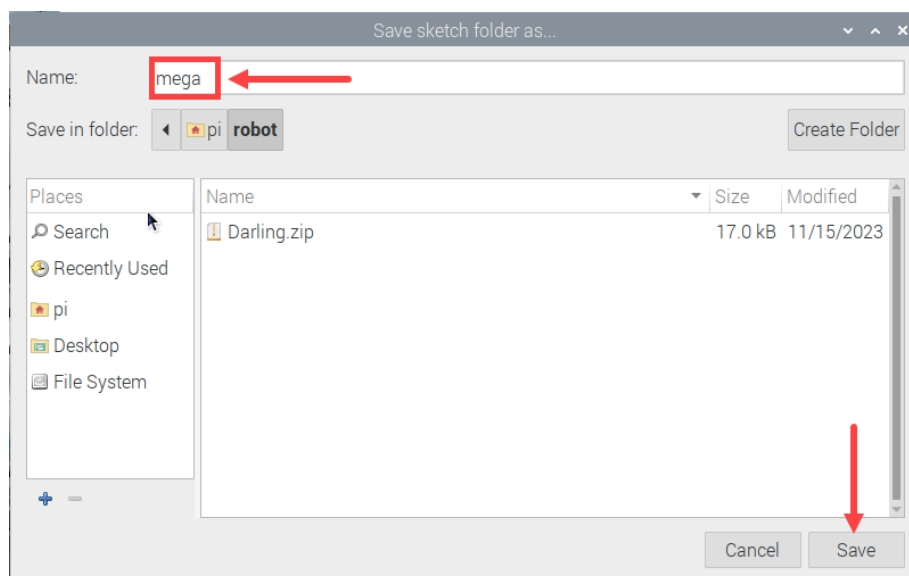 Save sketch folder as...
Name: mega
Save in folder: pi robot Create Folder
Places Name Size Modified
Search Darling.zip 17.0 kB 11/15/2023
Recently Used
pi
Desktop
File System
Cancel Save